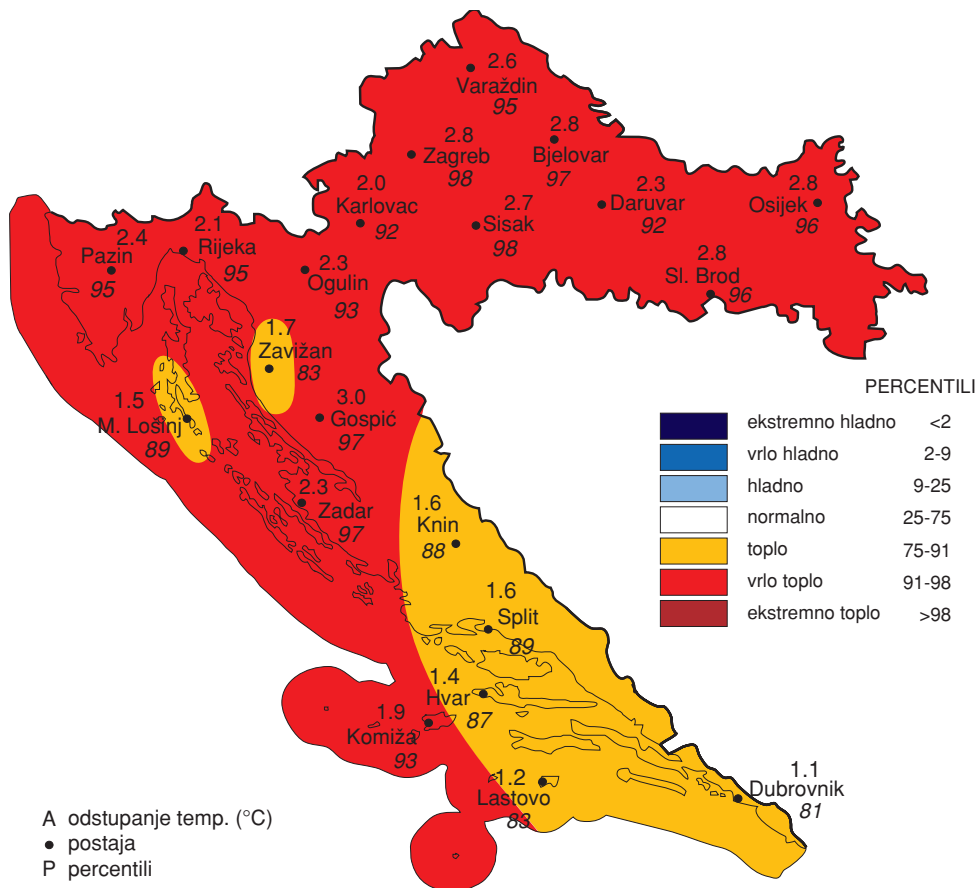 2.6
Varaždin
95
2.8
Zagreb
98
2.8
Bjelovar
97
2.0
Karlovac
92
2.7
Sisak
98
2.3
Daruvar
92
2.8
Osijek
96
2.4
Pazin
95
2.1
Rijeka
95
2.3
Ogulin
93
2.8
Sl. Brod
96
1.7
Zavižan
83
1.5
M. Lošinj
89
3.0
Gospić
97
2.3
Zadar
97
1.6
Knin
88
1.6
Split
89
1.4
Hvar
87
1.9
Komiža
93
1.2
Lastovo
83
1.1
Dubrovnik
81
PERCENTILI
ekstremno hladno <2
vrlo hladno 2-9
hladno 9-25
normalno 25-75
toplo 75-91
vrlo toplo 91-98
ekstremno toplo >98
A odstupanje temp. (°C)
● postaja
P percentili